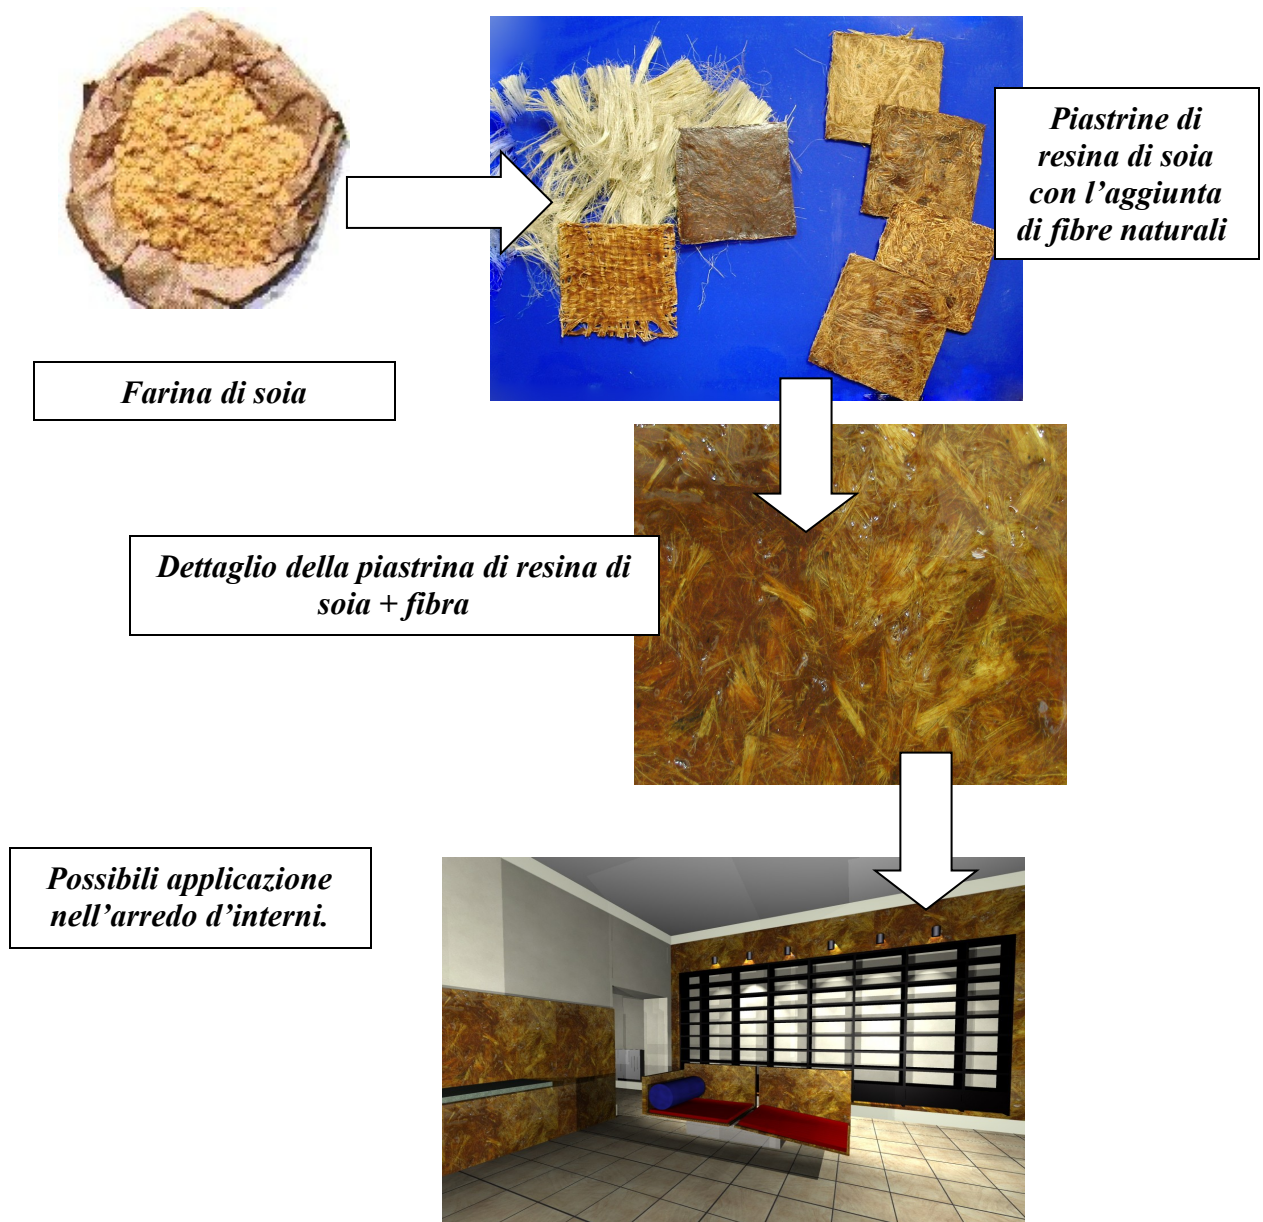 Piastrine di
resina di soia
con l’aggiunta
di fibre naturali
Farina di soia
Dettaglio della piastrina di resina di
soia + fibra
Possibili applicazione
nell’arredo d’interni.